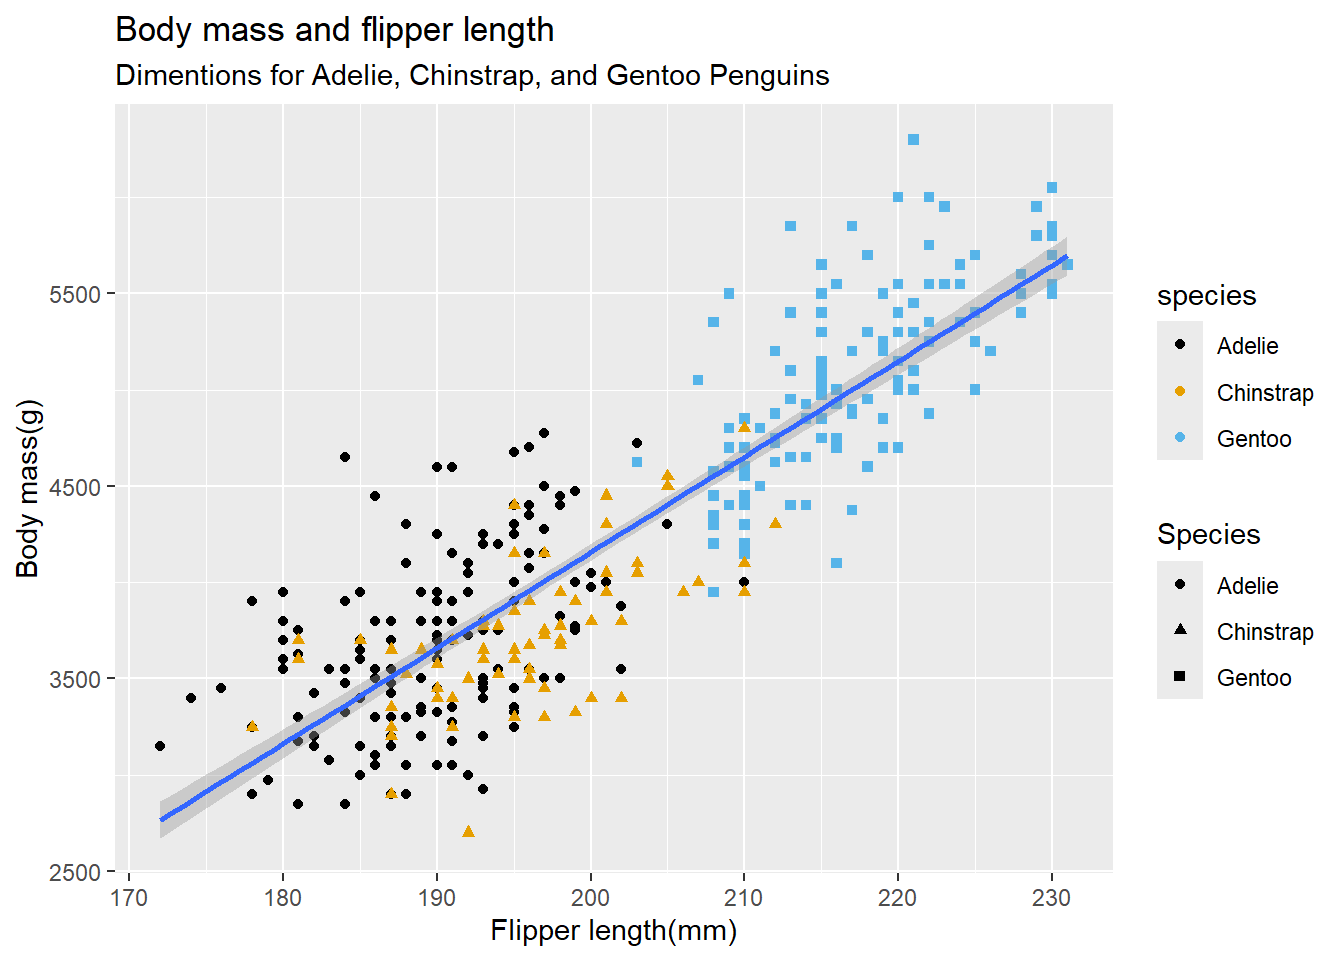 Body mass and flipper length
Dimentions for Adelie, Chinstrap, and Gentoo Penguins
Body mass(g)
5500
4500
3500
2500
170 180 190 200 210 220 230
Flipper length(mm)
species
Adelie
Chinstrap
Gentoo
Species
Adelie
Chinstrap
Gentoo